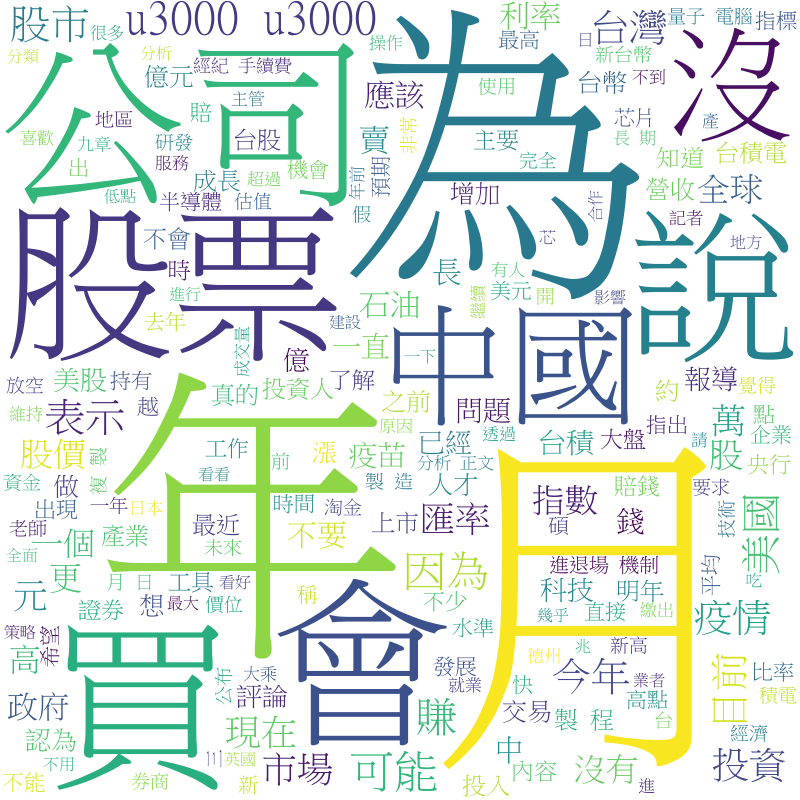 股市 很多 u3000 u3000 利率 台灣 量子 電腦 指標
分類 分析 操作 最高 日 新台幣
公司 億元 經紀 手續費 為 沒
地區 賠 主管 應該 使用 台幣 不到
喜歡 九章 研發 台股 非常 芯片 產
出 服務 機會 賣 主要 長 期 知道 台積電
低點 成長 超過 年前 預期 完全
股票 半導體 估值 假 增加 合作 營收 全球
不會 時 長 芯 說 記者 地方
中國 有人
進行 石油 美元 開 繼續 影響
去年 建設 成交量 一直 一下
放空 美股 持有 億 真的 投資人 了解 之前 約 報導 覺得
維持 表示 越 原因 問題 透過 指出 萬 點 企業
股價 年 工作 漲 疫苗 已經 台積 大盤 股 請 央行
資金 做 複 製 看看 前 分析 正文 月
出現 一年 日本 時間 淘金 製 造 人才 指數 賠錢 要求 技術 美國
老師 一個 產業 最近 不要 上市 匯率 碩 錢
全面 未來 因為 進退場 機制 平均 吃
元 更 月 日 工具 看好 科技 明年
證券 想 最大 價位 稱 不少 幾乎 直接 繳出 疫情
策略 希望 買 會 水準
高 公布 大乘 發展 德州 兆 新高 目前 比率
政府 評論 就業 今年 業者 積電
認為 現在 賺 快 交易 製 程 高點 台 經濟
三 英國 中
不能 不用 券商 新 市場 可能 投入 內容 沒有 進 投資